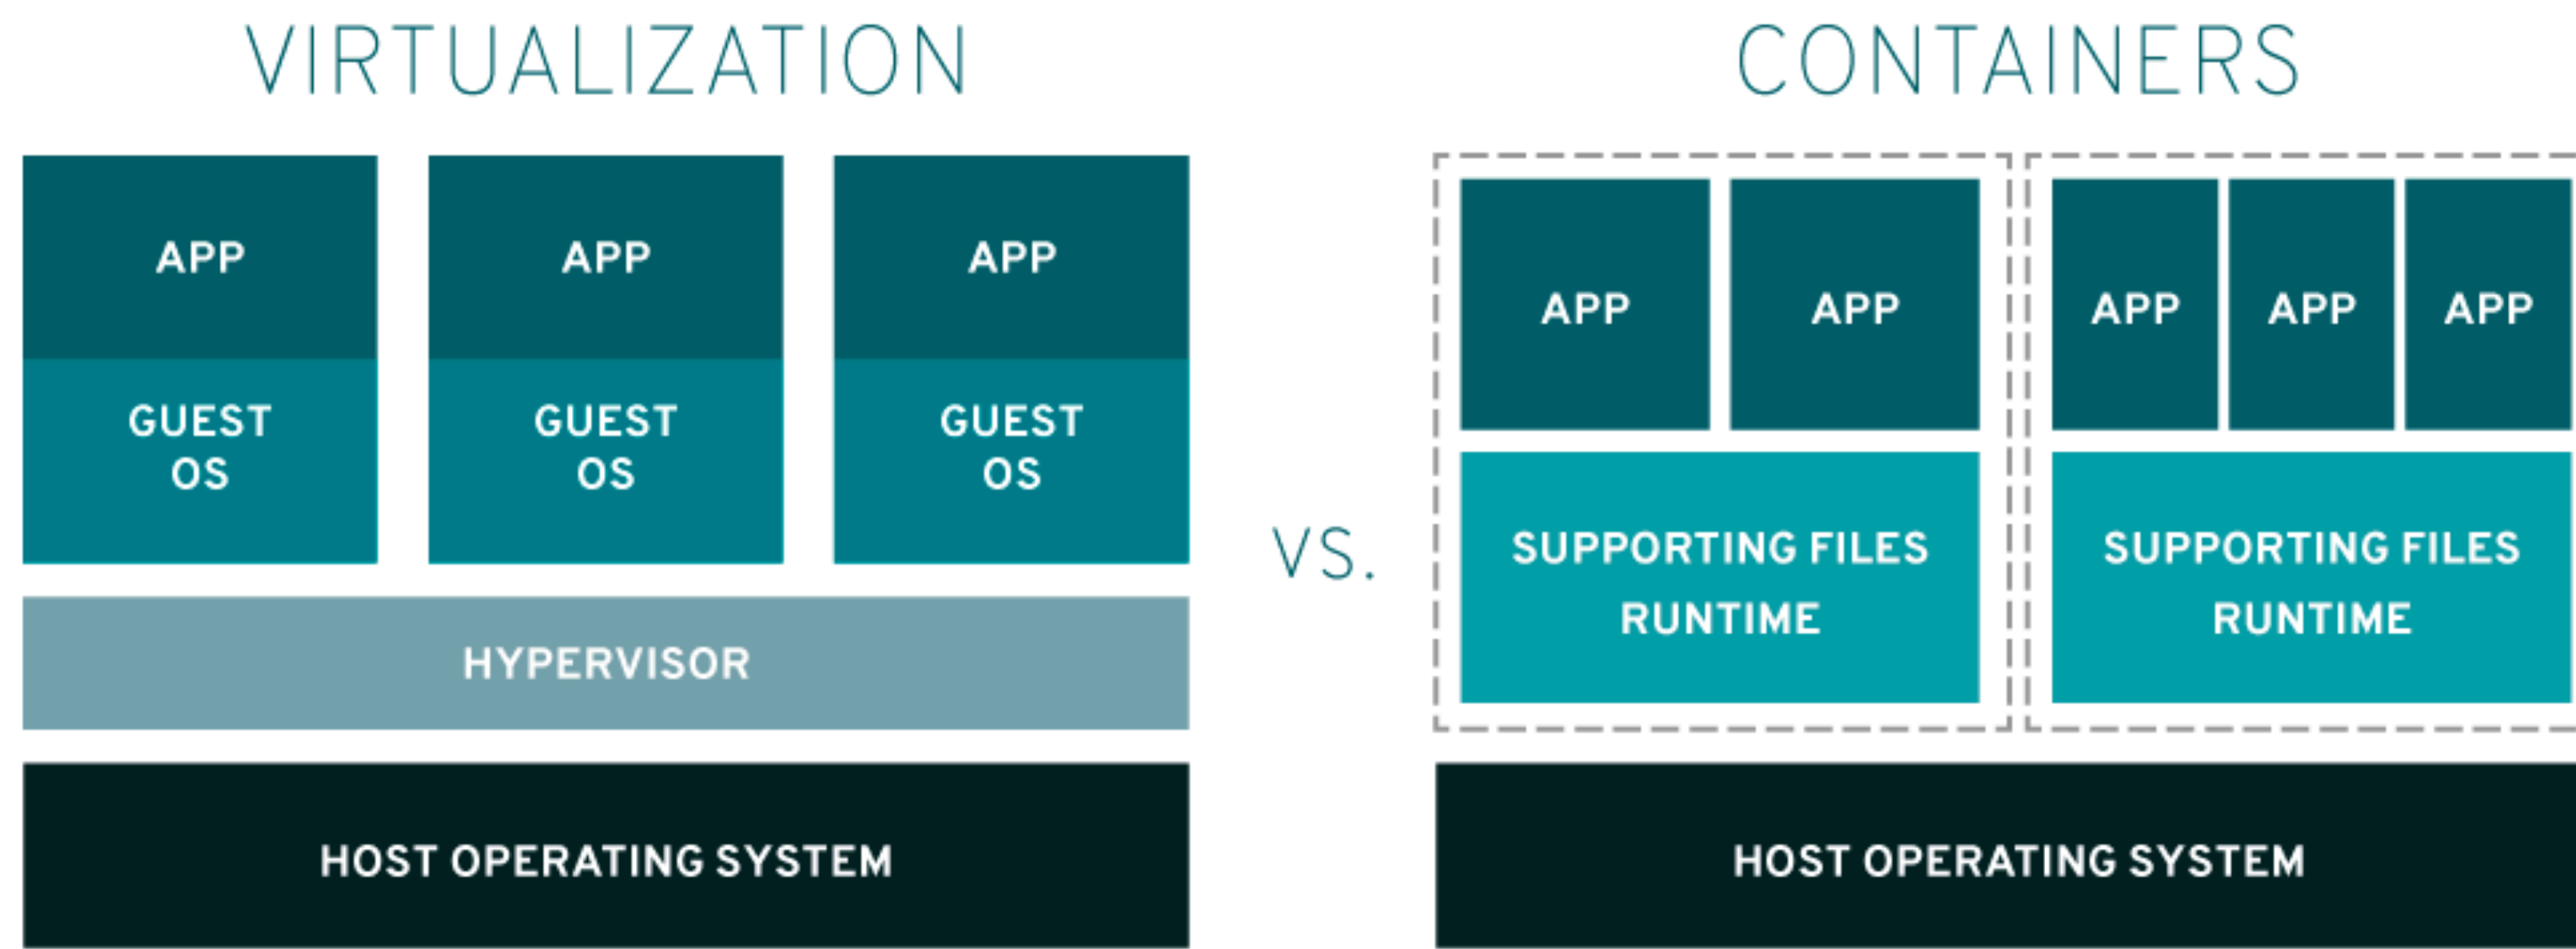 VIRTUALIZATION
APP
APP
APP
GUEST
OS
GUEST
OS
GUEST
OS
HYPERVISOR
HOST OPERATING SYSTEM
VS.
CONTAINERS
APP
APP
SUPPORTING FILES
RUNTIME
APP
APP
APP
SUPPORTING FILES
RUNTIME
HOST OPERATING SYSTEM